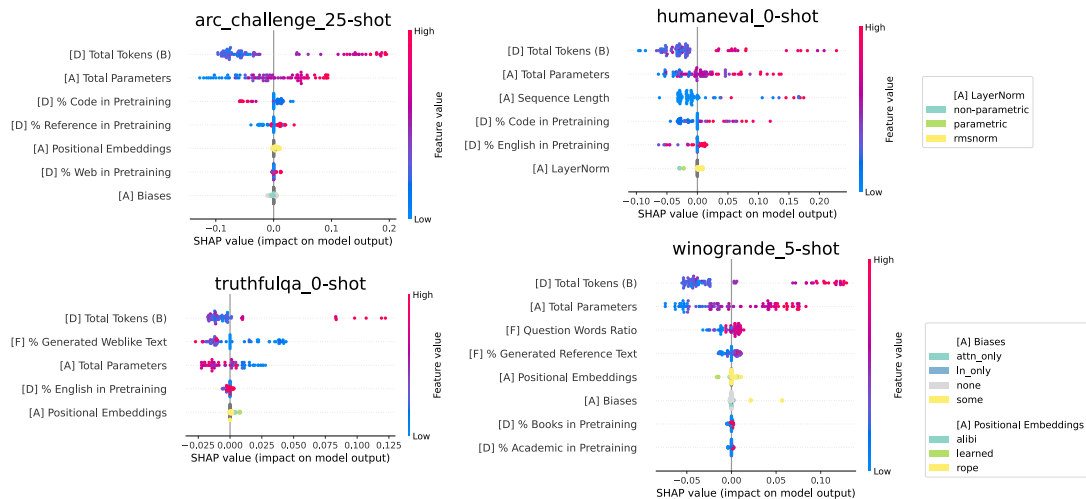 arc_challenge_25-shot
[D] Total Tokens (B)
[A] Total Parameters
[D] % Code in Pretraining
[D] % Reference in Pretraining
[A] Positional Embeddings
[D] % Web in Pretraining
[A] Biases
−0.1 0.0 0.1 0.2
SHAP value (impact on model output)
High
Feature value
Low
humaneval_0-shot
[D] Total Tokens (B)
[A] Total Parameters
[A] Sequence Length
[D] % Code in Pretraining
[D] % English in Pretraining
[A] LayerNorm
−0.10 −0.05 0.00 0.05 0.10 0.15 0.20
SHAP value (impact on model output)
High
Feature value
Low
[A] LayerNorm
non-parametric
parametric
rmsnorm
truthfulqa_0-shot
[D] Total Tokens (B)
[F] % Generated Weblike Text
[A] Total Parameters
[D] % English in Pretraining
[A] Positional Embeddings
−0.025 0.000 0.025 0.050 0.075 0.100 0.125
SHAP value (impact on model output)
High
Feature value
Low
winogrande_5-shot
[D] Total Tokens (B)
[A] Total Parameters
[F] Question Words Ratio
[F] % Generated Reference Text
[A] Positional Embeddings
[A] Biases
[D] % Books in Pretraining
[D] % Academic in Pretraining
−0.05 0.00 0.05 0.10
SHAP value (impact on model output)
High
Feature value
Low
[A] Biases
attn_only
ln_only
none
some
[A] Positional Embeddings
alibi
learned
rope